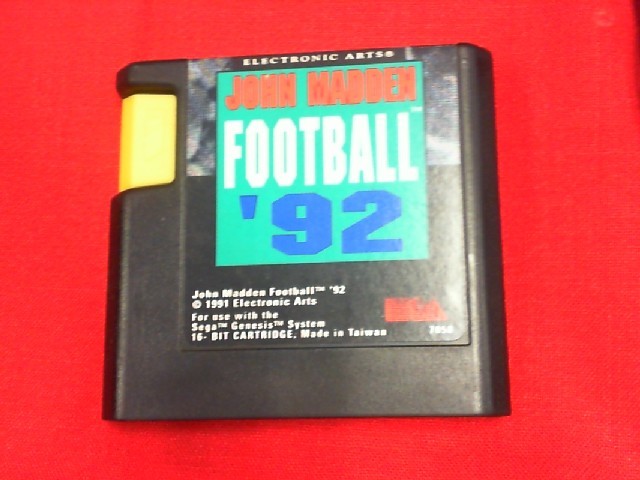 ELECTRONIC ARTS®
JOHN MADDEN™
FOOTBALL
'92
John Madden Football™ '92
© 1991 Electronic Arts
For use with the
Sega™ Genesis™ System
16- BIT CARTRIDGE, Made in Taiwan